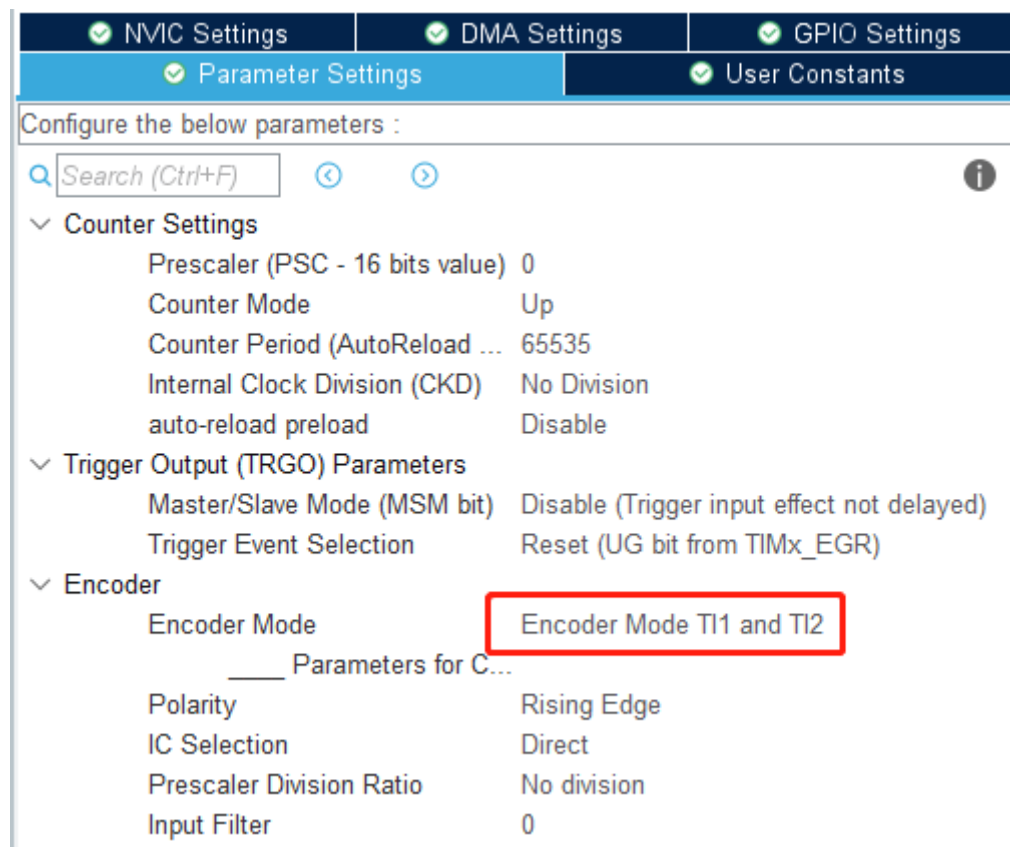 NVIC Settings DMA Settings GPIO Settings
Parameter Settings User Constants
Configure the below parameters :
Search (Ctrl+F)
Counter Settings
Prescaler (PSC - 16 bits value) 0
Counter Mode Up
Counter Period (AutoReload ... 65535
Internal Clock Division (CKD) No Division
auto-reload preload Disable
Trigger Output (TRGO) Parameters
Master/Slave Mode (MSM bit) Disable (Trigger input effect not delayed)
Trigger Event Selection Reset (UG bit from TIMx_EGR)
Encoder
Encoder Mode Encoder Mode TI1 and TI2
____ Parameters for C...
Polarity Rising Edge
IC Selection Direct
Prescaler Division Ratio No division
Input Filter 0